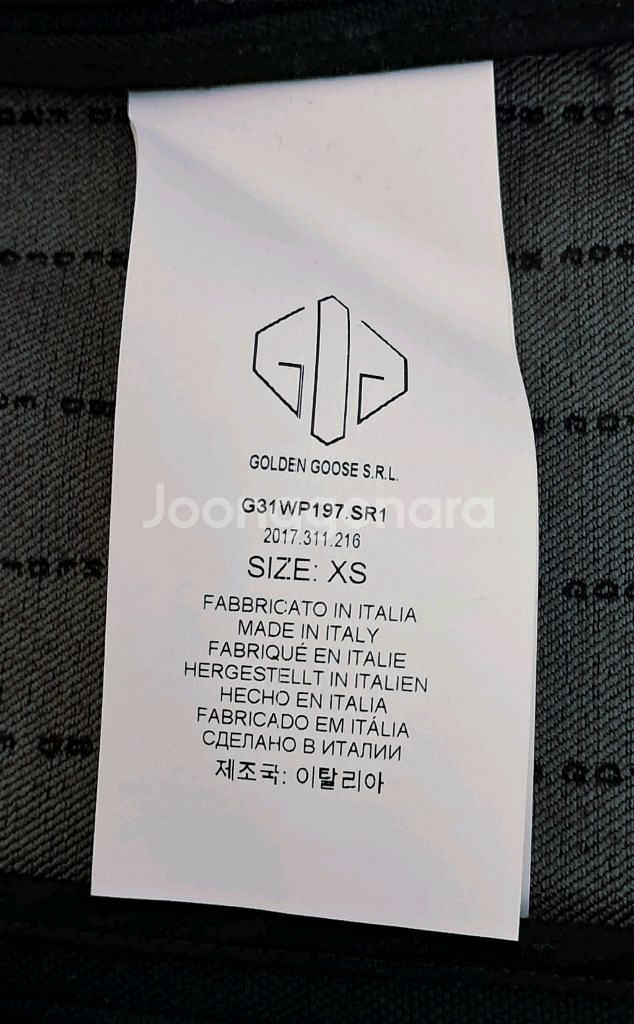 GOLDEN GOOSE S.R.L.
G31WP197.SR1
Joonggonara
2017.311.216
SIZE: XS
FABBRICATO IN ITALIA
MADE IN ITALY
FABRIQUÉ EN ITALIE
HERGESTELLT IN ITALIEN
HECHO EN ITALIA
FABRICADO EM ITÁLIA
СДЕЛАНО В ИТАЛИИ
제조국: 이탈리아